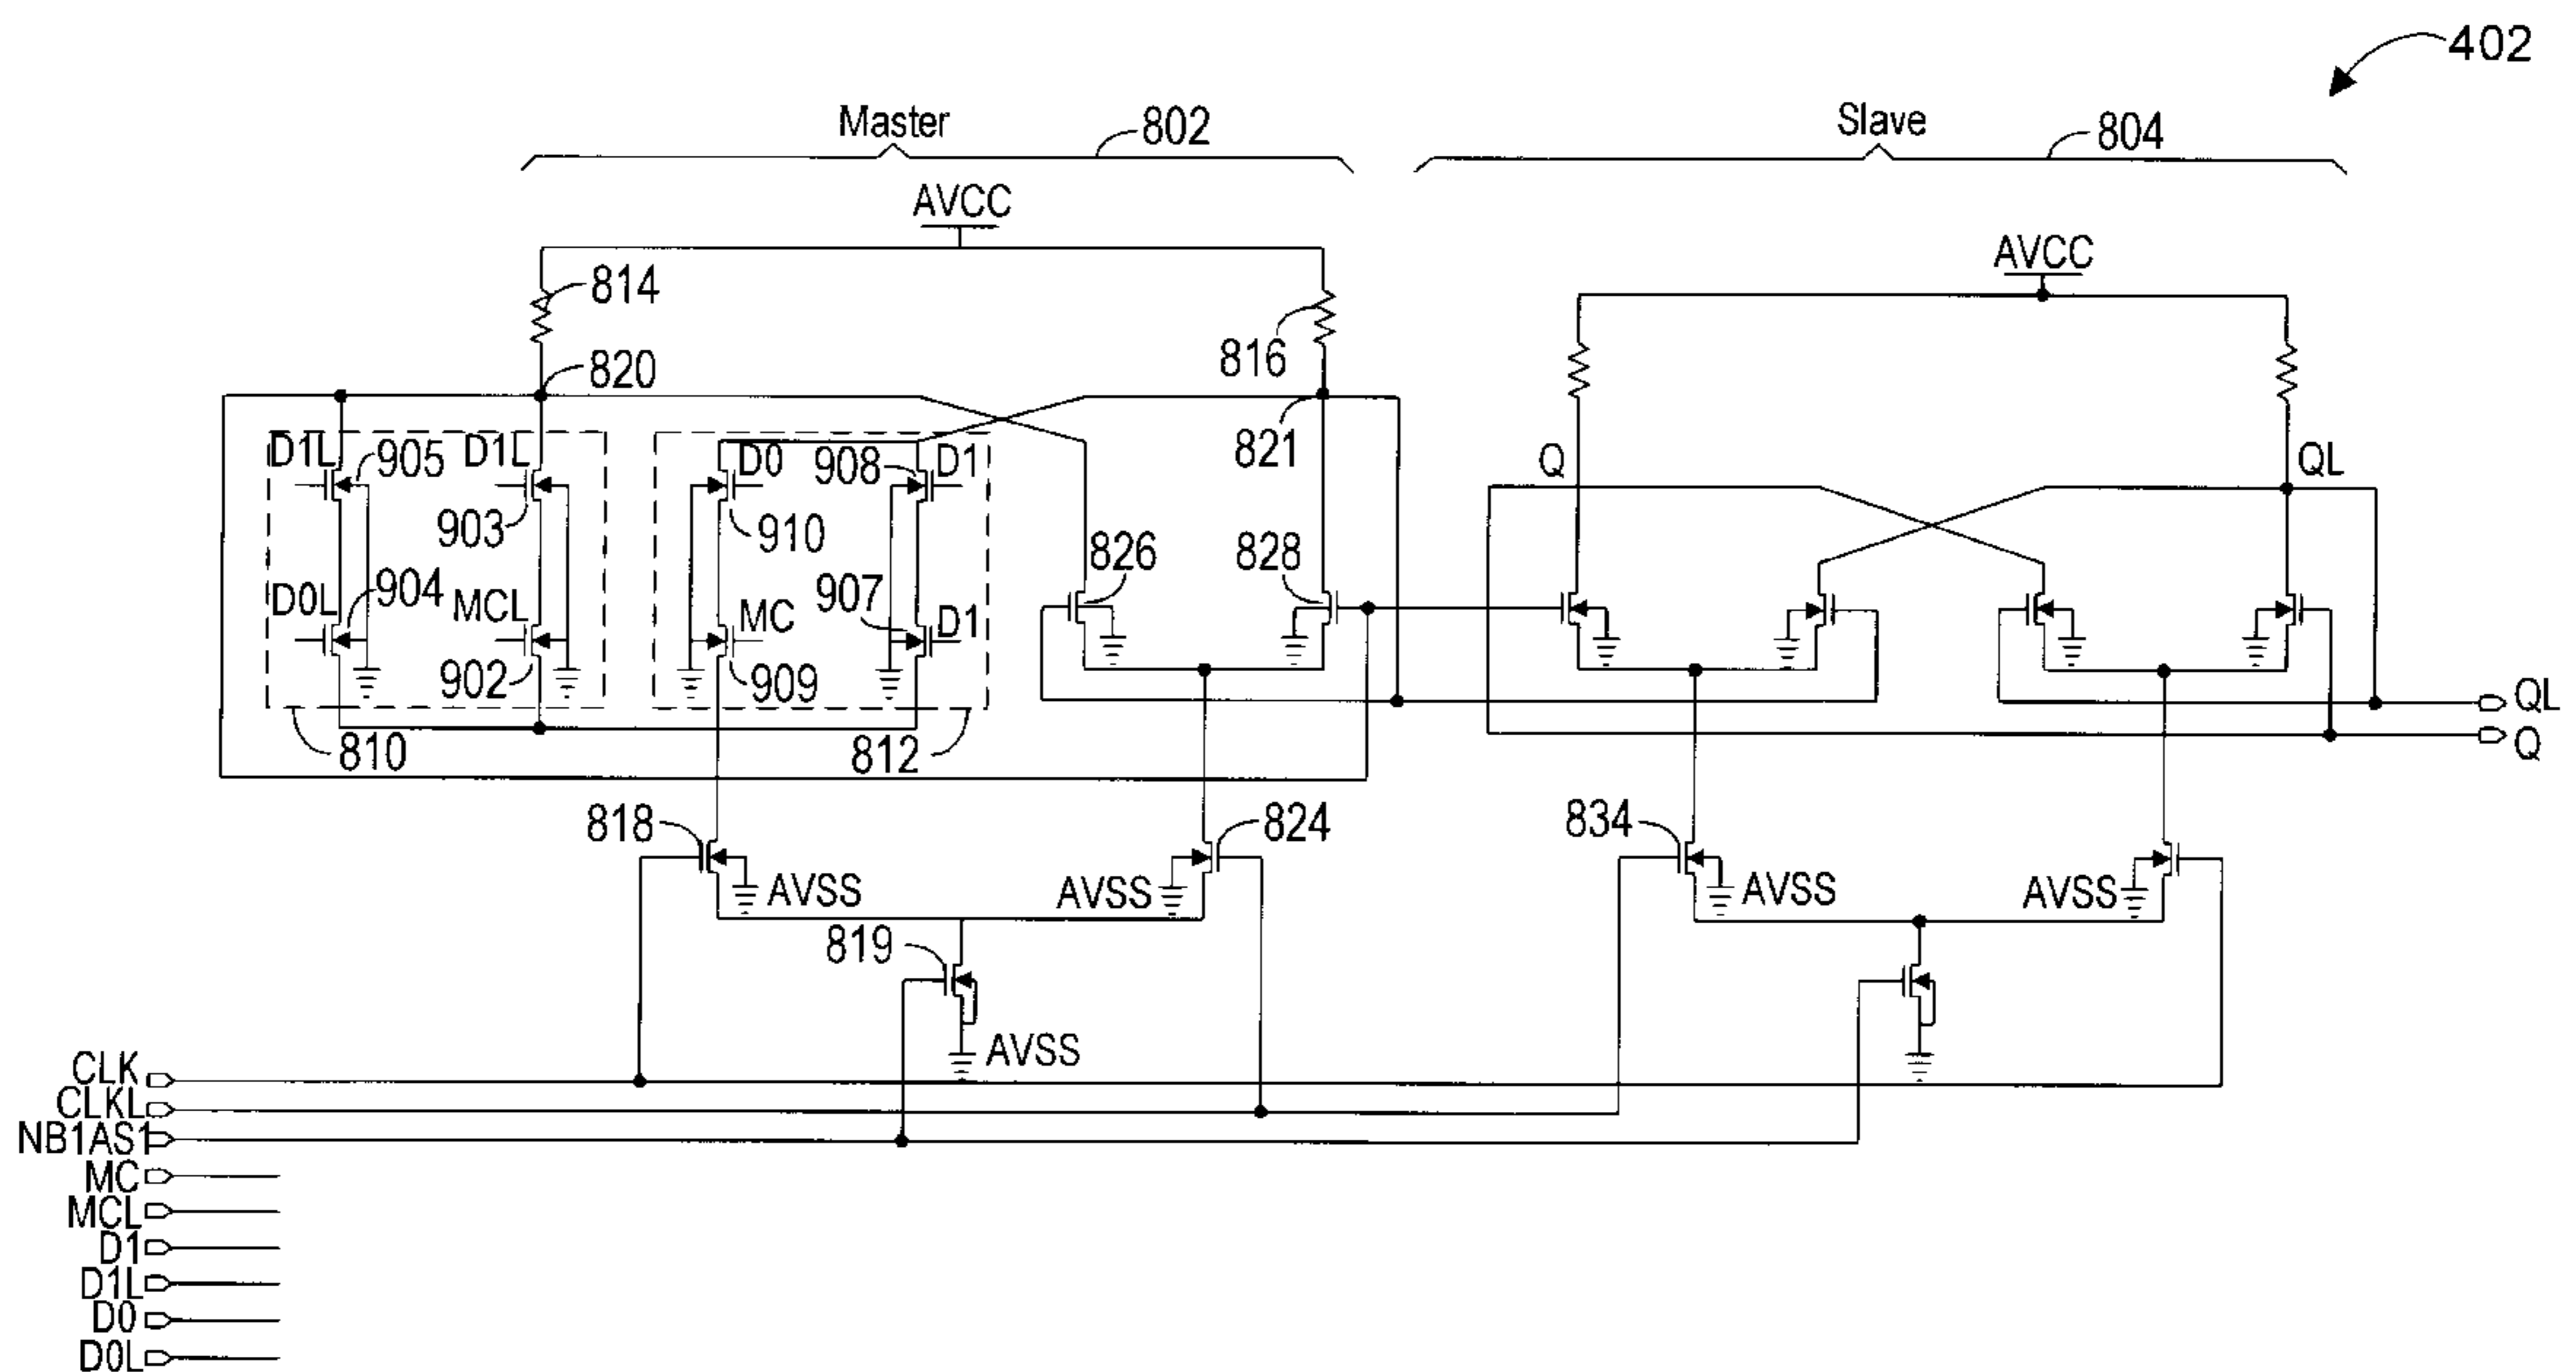 402
Master
802
Slave
804
AVCC
AVCC
814
816
820
821
D1L
905
D1L
903
D0
908
D1
910
Q
QL
D0L
904
MCL
902
MC
907
D1
909
826
828
810
812
QL
Q
818
AVSS
AVSS
824
834
AVSS
AVSS
819
AVSS
CLK
CLKL
NB1AS1
MC
MCL
D1
D1L
D0
D0L